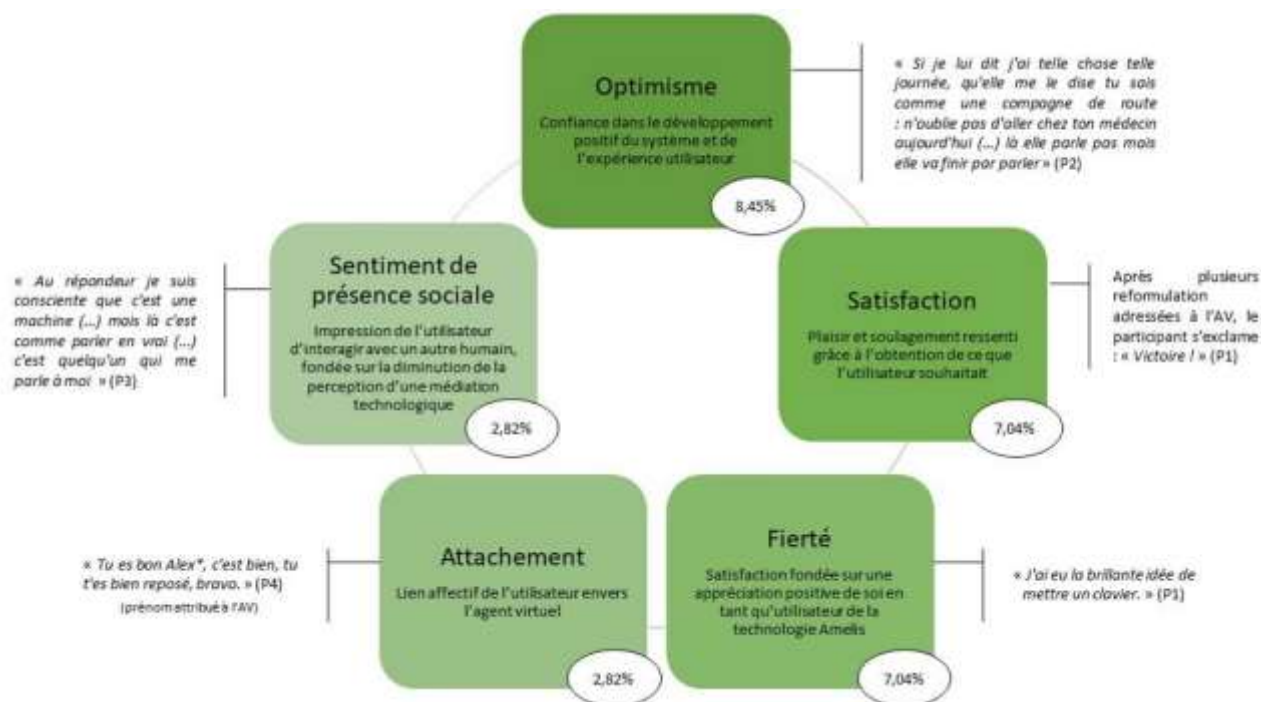 Optimisme
Confiance dans le développement
positif du système et de
l'expérience utilisateur
8,45%
« Si je lui dit j'ai telle chose telle
journée, qu'elle me le dise tu sais
comme une compagne de route
: n'oublie pas d'aller chez ton médecin
aujourd'hui (...) là elle parle pas mais
elle va finir par parler » (P2)
Satisfaction
Plaisir et soulagement ressenti
grâce à l'obtention de ce que
l'utilisateur souhaitait
7,04%
Après plusieurs
reformulation
adressées à l'AV, le
participant s'exclame
: « Victoire ! » (P1)
Fierté
Satisfaction fondée sur une
appréciation positive de soi en
tant qu'utilisateur de la
technologie Amelis
7,04%
« J'ai eu la brillante idée de
mettre un clavier. » (P1)
Attachement
Lien affectif de l'utilisateur envers
l'agent virtuel
2,82%
« Tu es bon Alex*, c'est bien, tu
t'es bien reposé, bravo. » (P4)
(prénom attribué à l'AV)
Sentiment de
présence sociale
Impression de l'utilisateur
d'interagir avec un autre humain,
fondée sur la diminution de la
perception d'une médiation
technologique
2,82%
« Au répondeur je suis
consciente que c'est une
machine (...) mais là c'est
comme parler en vrai (...)
c'est quelqu'un qui me
parle à moi » (P3)